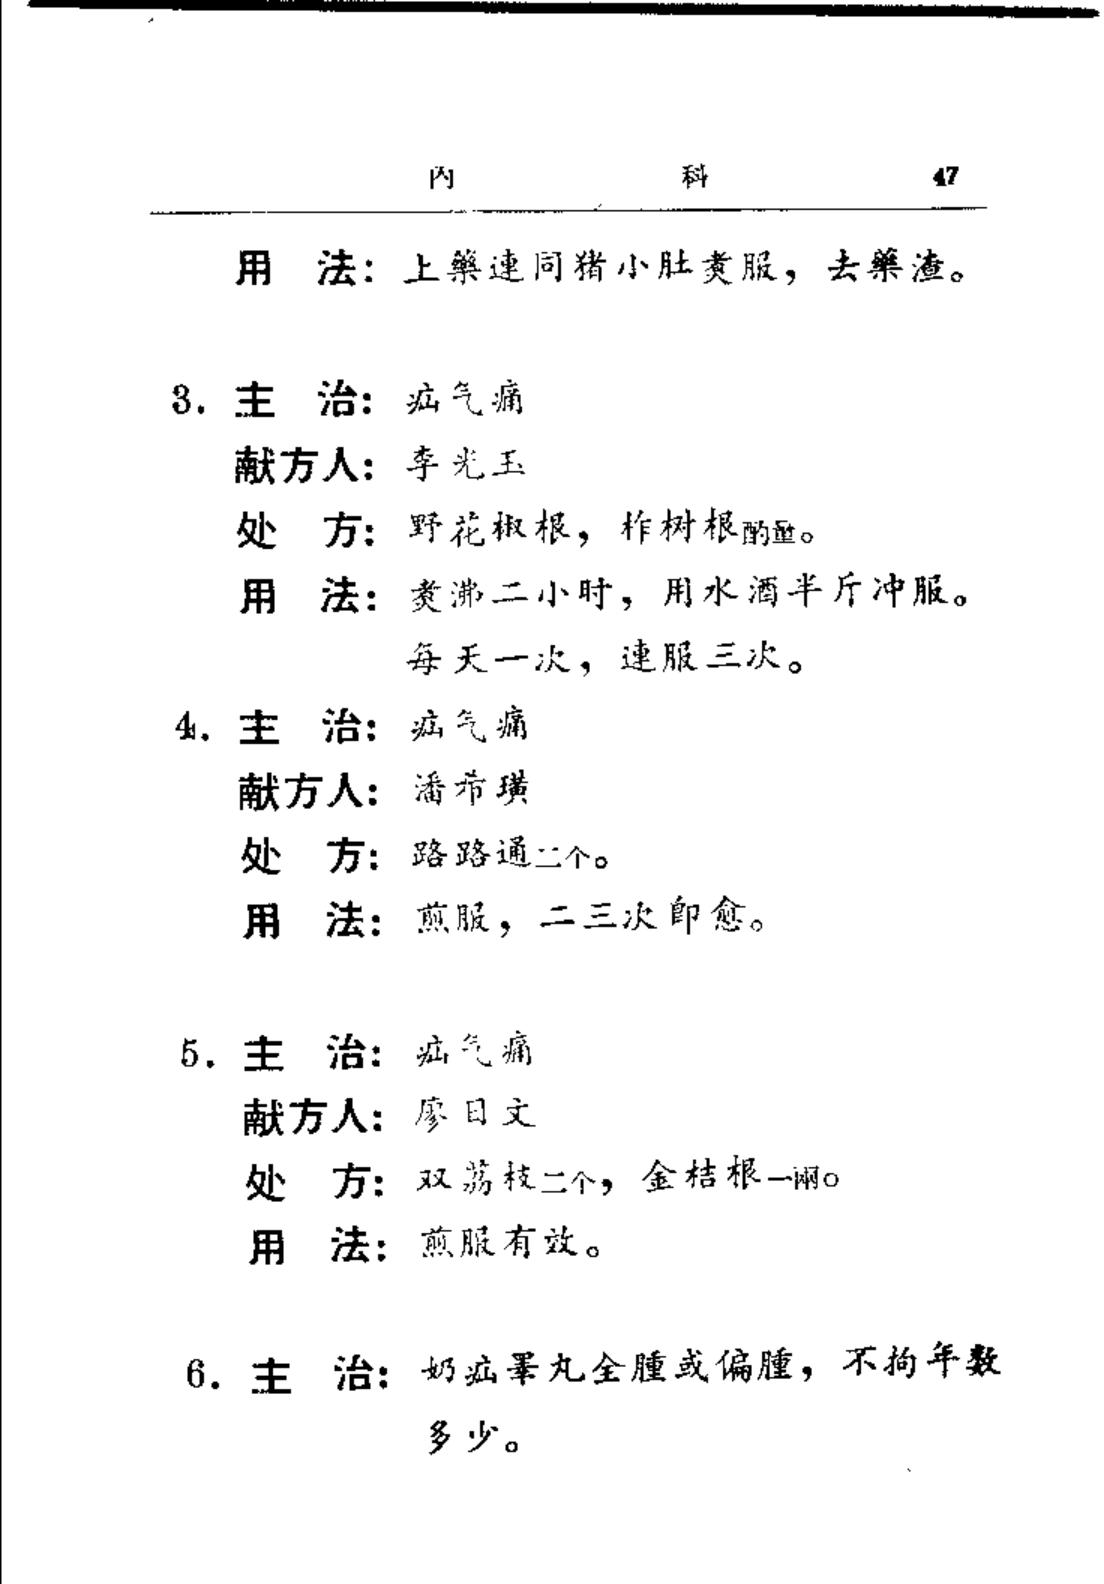 內 科 47
用 法：上藥連同猪小肚煑服，去藥渣。
3. 主 治：疝气痛
献方人：李光玉
处 方：野花椒根，柞树根酌量。
用 法：煑沸二小时，用水酒半斤冲服。
每天一次，連服三次。
4. 主 治：疝气痛
献方人：潘希璜
处 方：路路通二个。
用 法：煎服，二三次卽愈。
5. 主 治：疝气痛
献方人：廖日文
处 方：双荔枝二个，金桔根一两。
用 法：煎服有效。
6. 主 治：奶疝睪丸全腫或偏腫，不拘年数
多少。